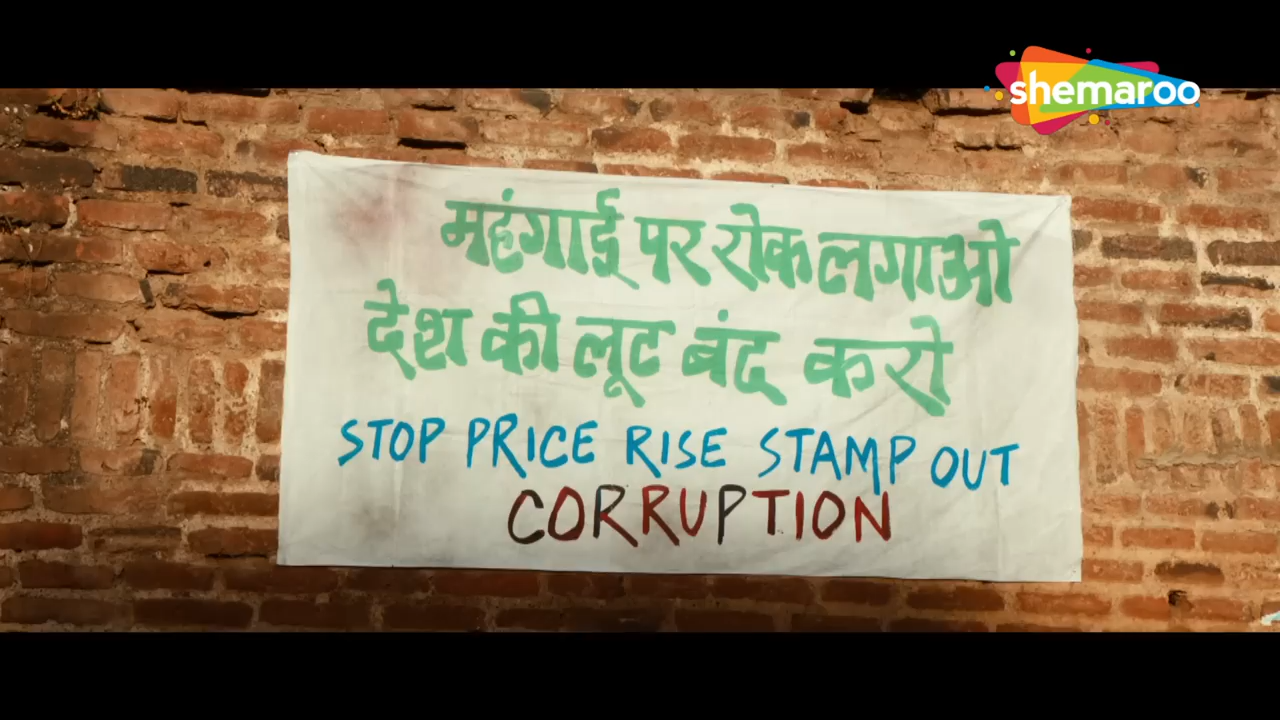 shemaroo
महंगाई पर रोक लगाओ
देश की लूट बंद करो
STOP PRICE RISE STAMP OUT
CORRUPTION